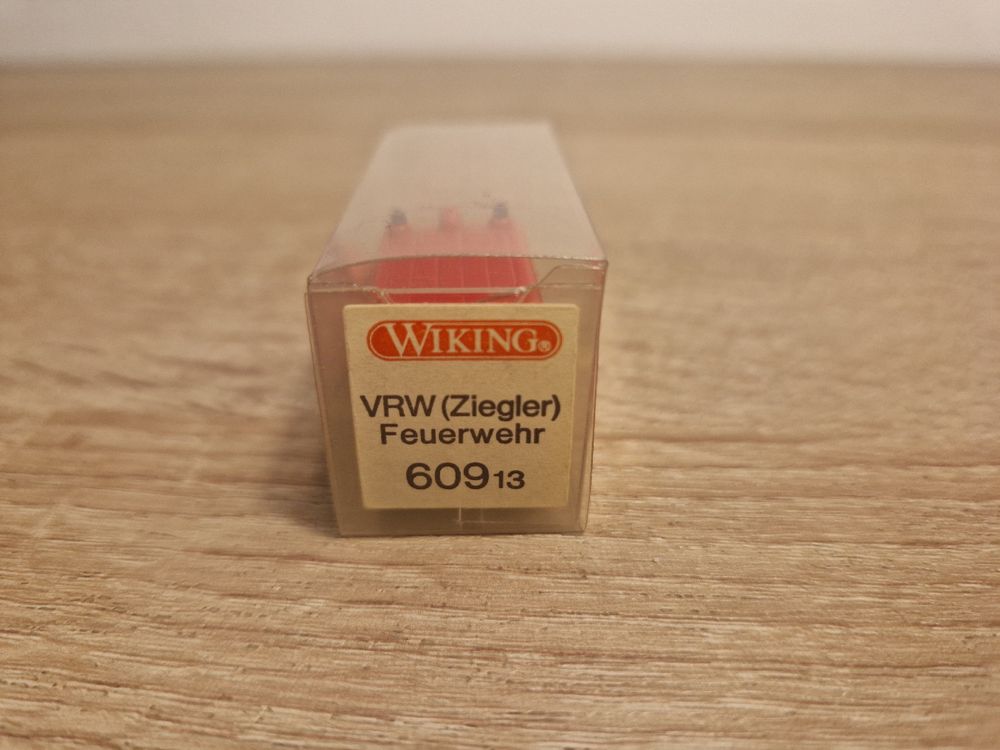 WIKING®
VRW (Ziegler)
Feuerwehr
609 13